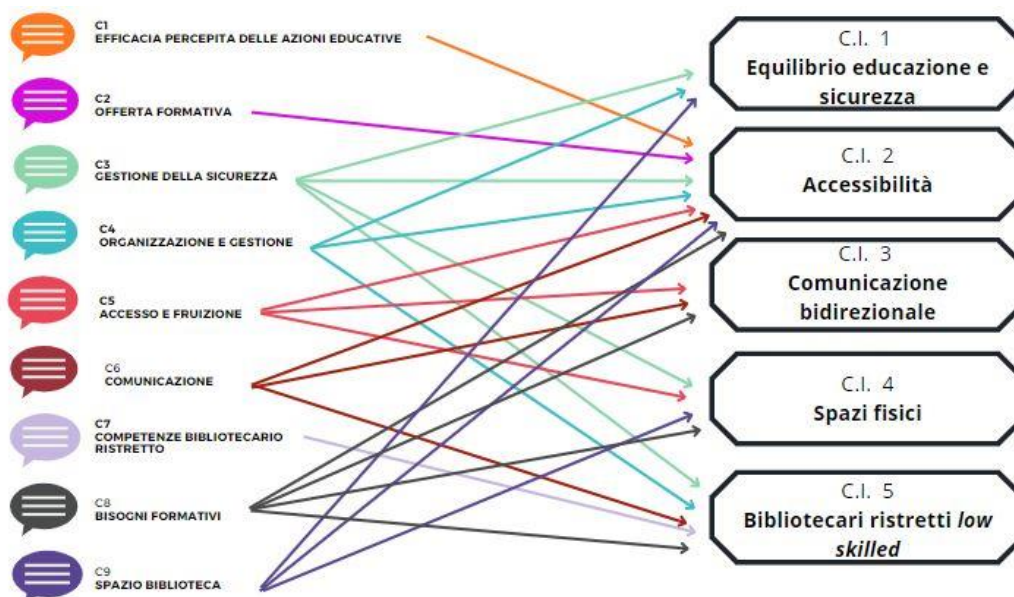 C1
EFFICACIA PERCEPITA DELLE AZIONI EDUCATIVE
C2
OFFERTA FORMATIVA
C3
GESTIONE DELLA SICUREZZA
C4
ORGANIZZAZIONE E GESTIONE
C5
ACCESSO E FRUIZIONE
C6
COMUNICAZIONE
C7
COMPETENZE BIBLIOTECARIO
RISTRETTO
C8
BISOGNI FORMATIVI
C9
SPAZIO BIBLIOTECA
C.I. 1
Equilibrio educazione e
sicurezza
C.I. 2
Accessibilità
C.I. 3
Comunicazione
bidirezionale
C.I. 4
Spazi fisici
C.I. 5
Bibliotecari ristretti low
skilled